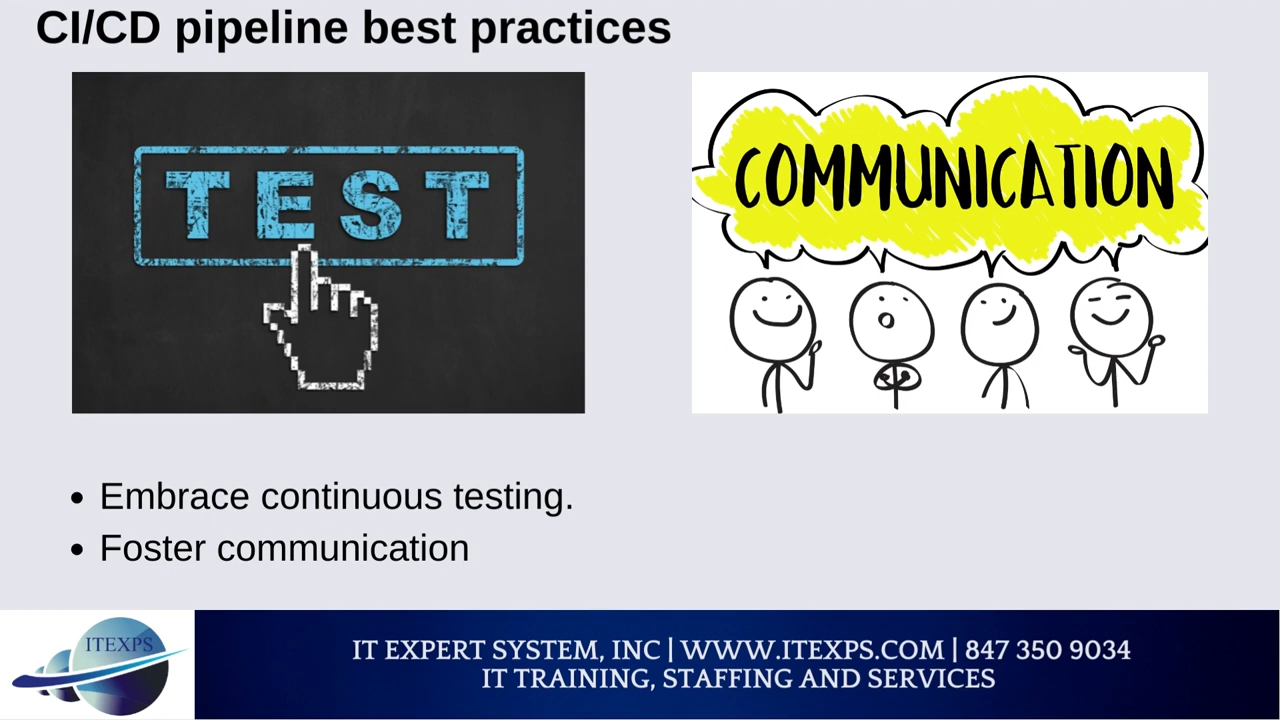 CI/CD pipeline best practices
TEST
COMMUNICATION
• Embrace continuous testing.
• Foster communication
ITEXPS
IT EXPERT SYSTEM, INC | WWW.ITEXPS.COM | 847 350 9034
IT TRAINING, STAFFING AND SERVICES